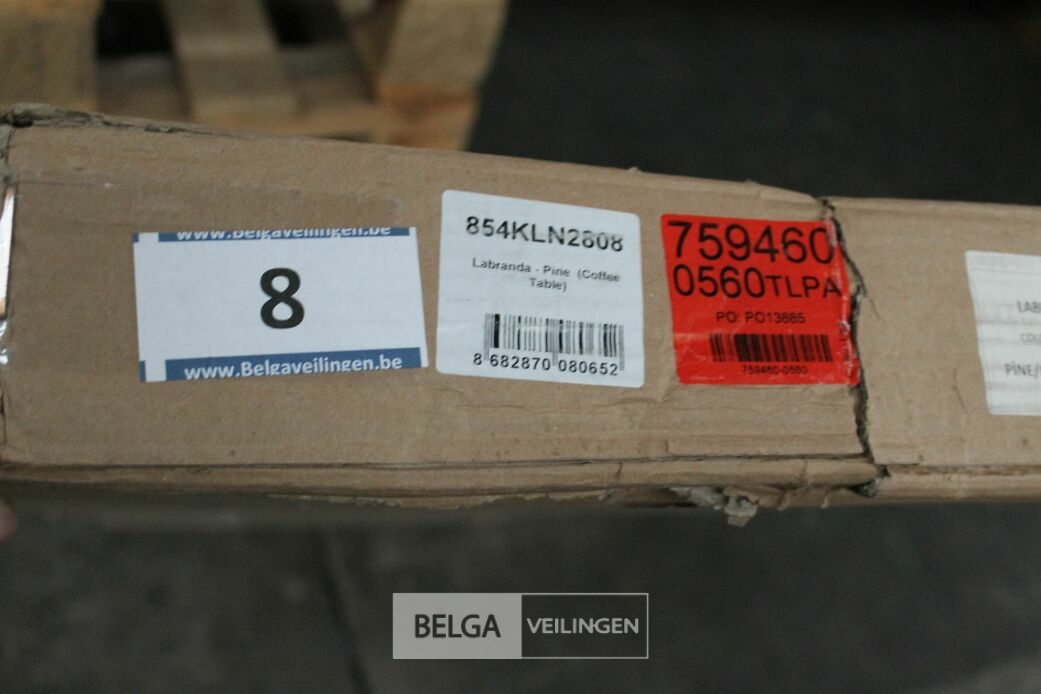 www.Belgaveilingen.be
8
www.Belgaveilingen.be
854KLN2808
Labranda - Pine (Coffee
Table)
8 682870 080652
759460
0560TLPA
PO: PO13885
759460-0560
BELGA VEILINGEN